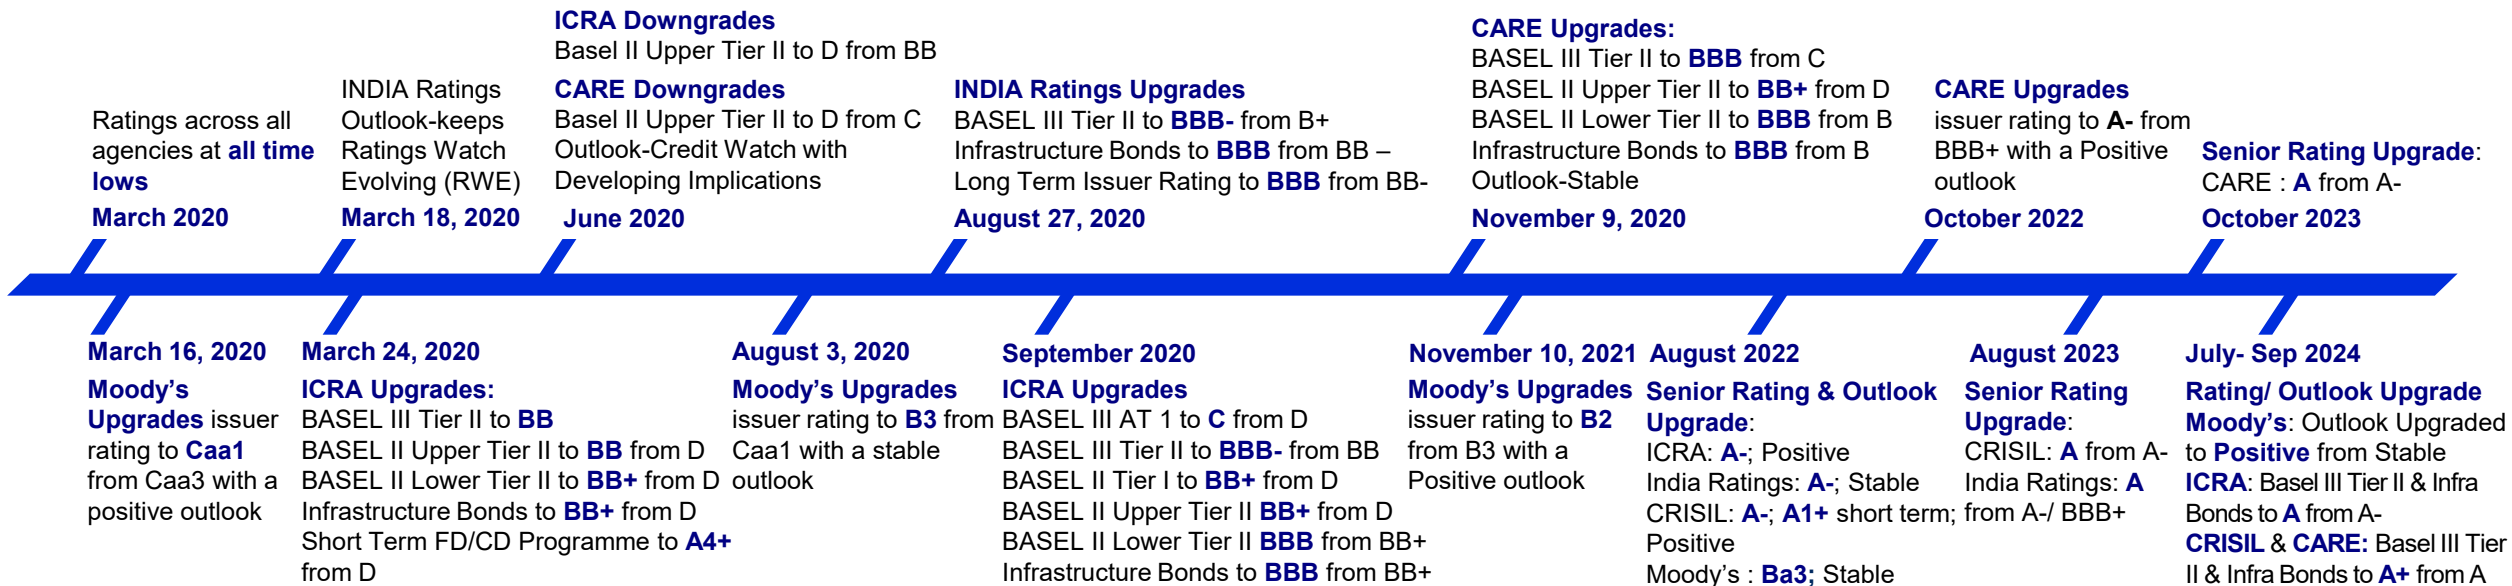 Ratings across all
agencies at all time
lows
March 2020
INDIA Ratings
Outlook-keeps
Ratings Watch
Evolving (RWE)
March 18, 2020
ICRA Downgrades
Basel II Upper Tier II to D from BB
CARE Downgrades
Basel II Upper Tier II to D from C
Outlook-Credit Watch with
Developing Implications
June 2020
INDIA Ratings Upgrades
BASEL III Tier II to BBB- from B+
Infrastructure Bonds to BBB from BB –
Long Term Issuer Rating to BBB from BB-
August 27, 2020
CARE Upgrades:
BASEL III Tier II to BBB from C
BASEL II Upper Tier II to BB+ from D
BASEL II Lower Tier II to BBB from B
Infrastructure Bonds to BBB from B
Outlook-Stable
November 9, 2020
CARE Upgrades
issuer rating to A- from
BBB+ with a Positive
outlook
October 2022
Senior Rating Upgrade:
CARE : A from A-
October 2023
March 16, 2020
Moody’s
Upgrades issuer
rating to Caa1
from Caa3 with a
positive outlook
March 24, 2020
ICRA Upgrades:
BASEL III Tier II to BB
BASEL II Upper Tier II to BB from D
BASEL II Lower Tier II to BB+ from D
Infrastructure Bonds to BB+ from D
Short Term FD/CD Programme to A4+
from D
August 3, 2020
Moody’s Upgrades
issuer rating to B3 from
Caa1 with a stable
outlook
September 2020
ICRA Upgrades
BASEL III AT 1 to C from D
BASEL III Tier II to BBB- from BB
BASEL II Tier I to BB+ from D
BASEL II Upper Tier II BB+ from D
BASEL II Lower Tier II BBB from BB+
Infrastructure Bonds to BBB from BB+
November 10, 2021
Moody’s Upgrades
issuer rating to B2
from B3 with a
Positive outlook
August 2022
Senior Rating & Outlook
Upgrade:
ICRA: A-; Positive
India Ratings: A-; Stable
CRISIL: A-; A1+ short term;
Positive
Moody’s : Ba3; Stable
August 2023
Senior Rating
Upgrade:
CRISIL: A from A-
India Ratings: A
from A-/ BBB+
July- Sep 2024
Rating/ Outlook Upgrade
Moody’s: Outlook Upgraded
to Positive from Stable
ICRA: Basel III Tier II & Infra
Bonds to A from A-
CRISIL & CARE: Basel III Tier
II & Infra Bonds to A+ from A